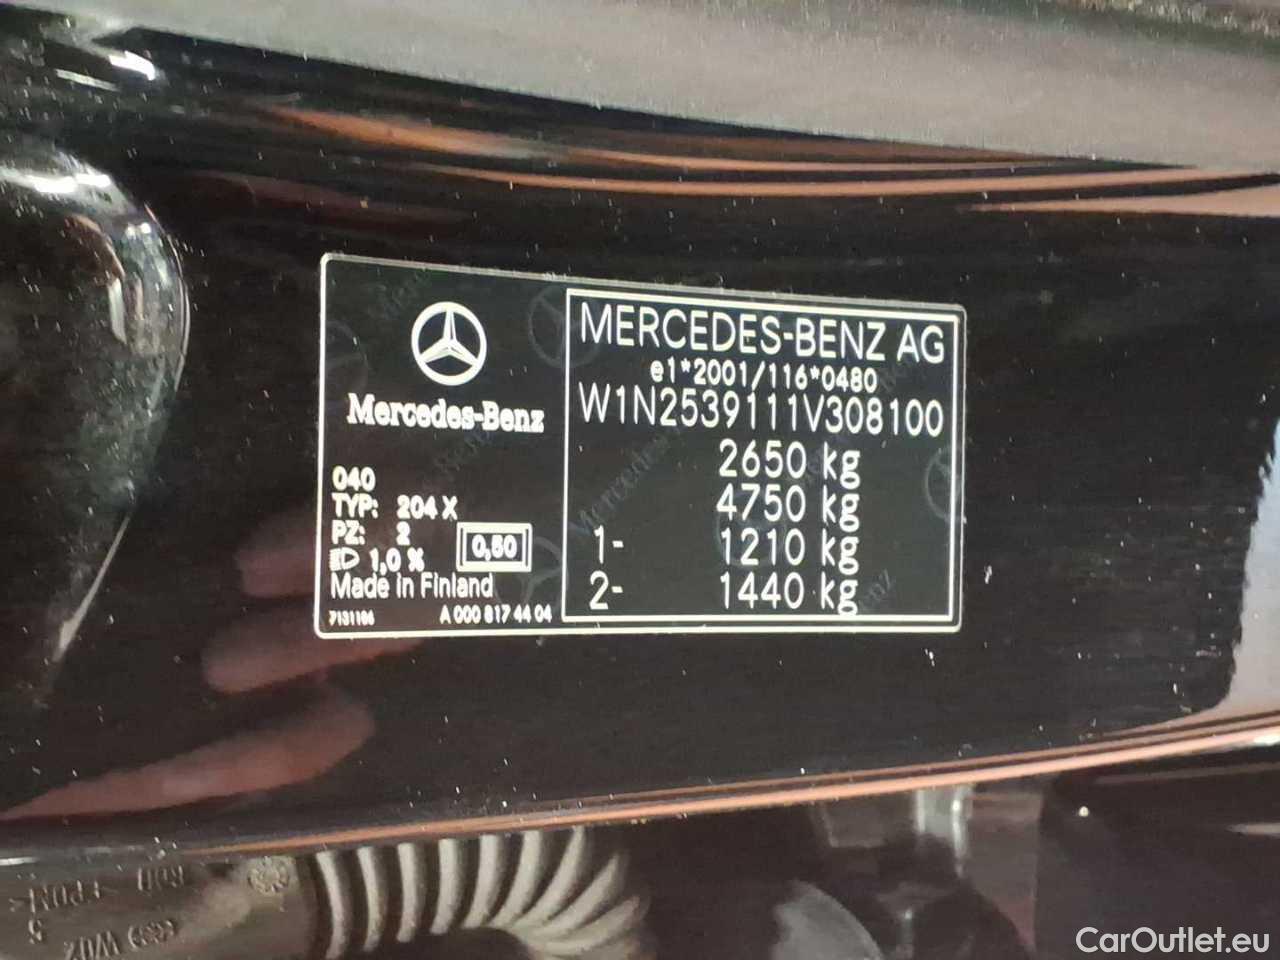 Mercedes-Benz
040
TYP: 204 X
PZ: 2
1,0 % 0,50
Made in Finland
7131186 A 000 817 44 04
MERCEDES-BENZ AG
e1*2001/116*0480
W1N2539111V308100
2650 kg
4750 kg
1- 1210 kg
2- 1440 kg
CarOutlet.eu